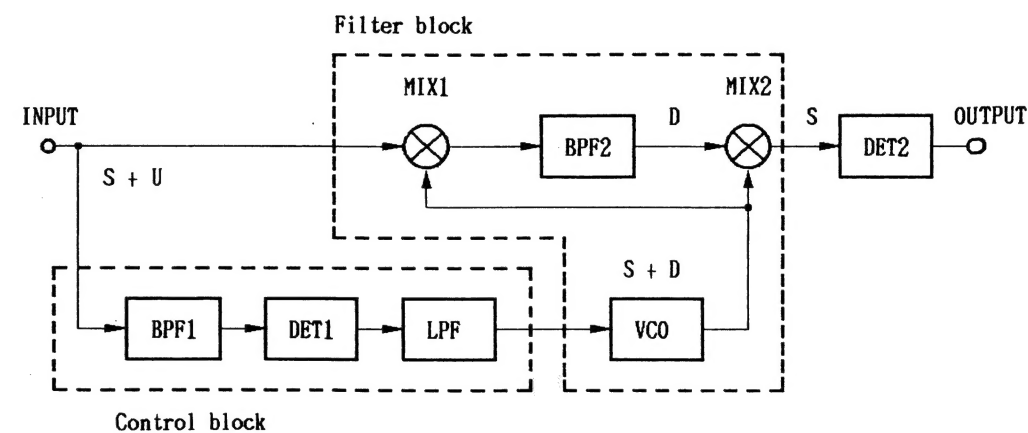 Filter block
MIX1
MIX2
INPUT
D
S
OUTPUT
BPF2
DET2
S + U
S + D
BPF1
DET1
LPF
VCO
Control block